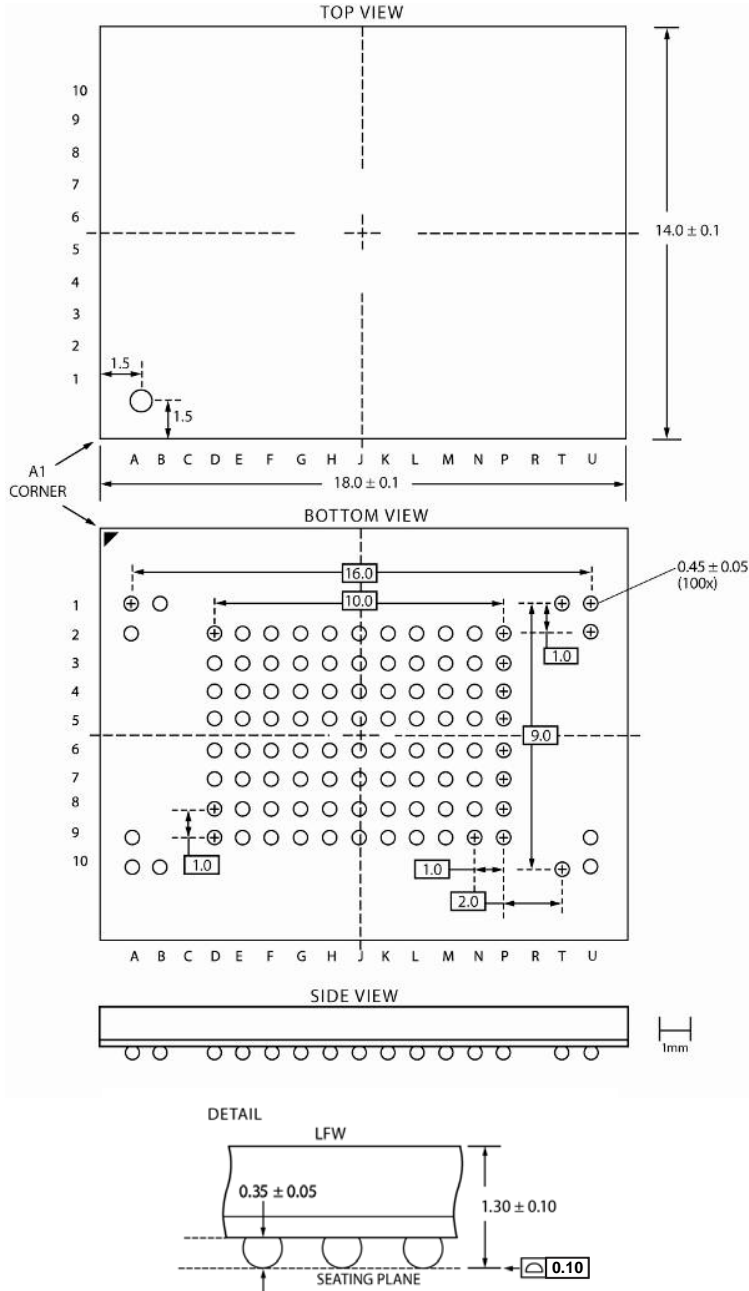 TOP VIEW
10
9
8
7
6
5
4
3
2
1
14.0 ± 0.1
1.5
1.5
A B C D E F G H J K L M N P R T U
18.0 ± 0.1
A1
CORNER
BOTTOM VIEW
16.0
10.0
0.45 ± 0.05
(100x)
1
2
3
4
5
6
7
8
9
10
1.0
9.0
1.0
1.0
2.0
A B C D E F G H J K L M N P R T U
SIDE VIEW
1mm
DETAIL
LFW
0.35 ± 0.05
1.30 ± 0.10
0.10
SEATING PLANE